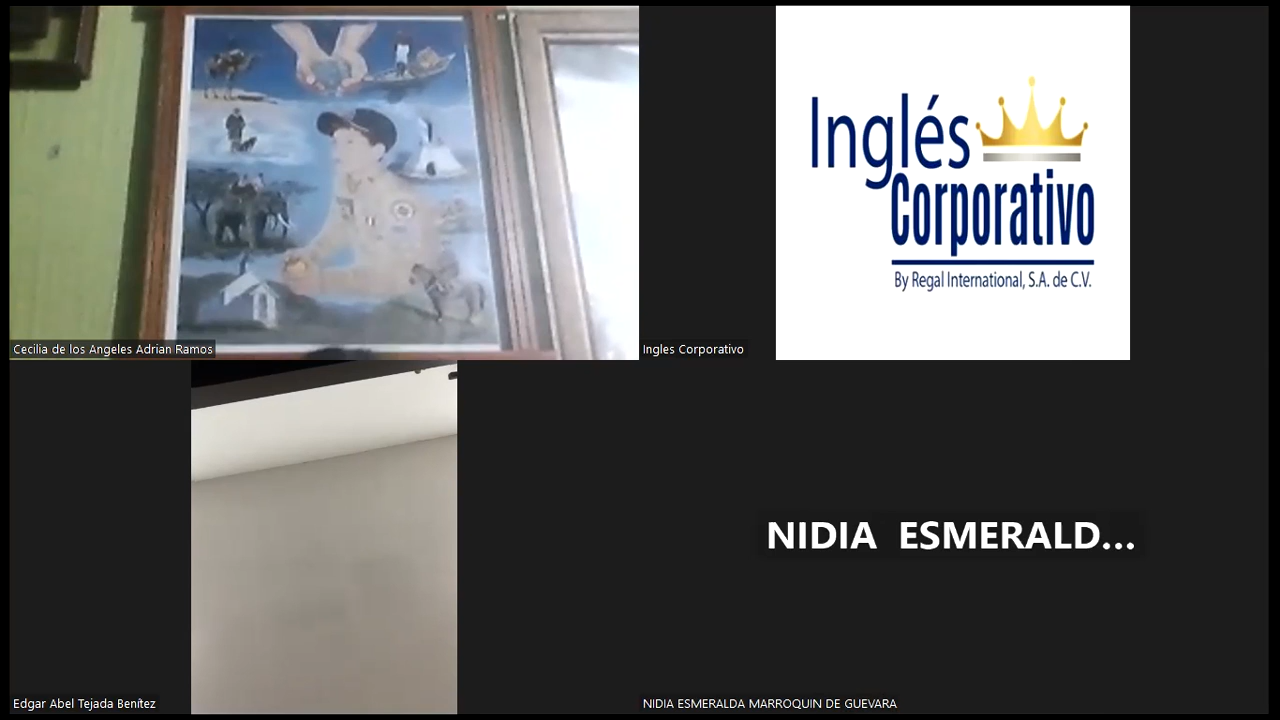 Inglés
Corporativo
By Regal International, S.A. de C.V.
Cecilia de los Angeles Adrian Ramos
Ingles Corporativo
NIDIA ESMERALD...
Edgar Abel Tejada Benítez
NIDIA ESMERALDA MARROQUIN DE GUEVARA